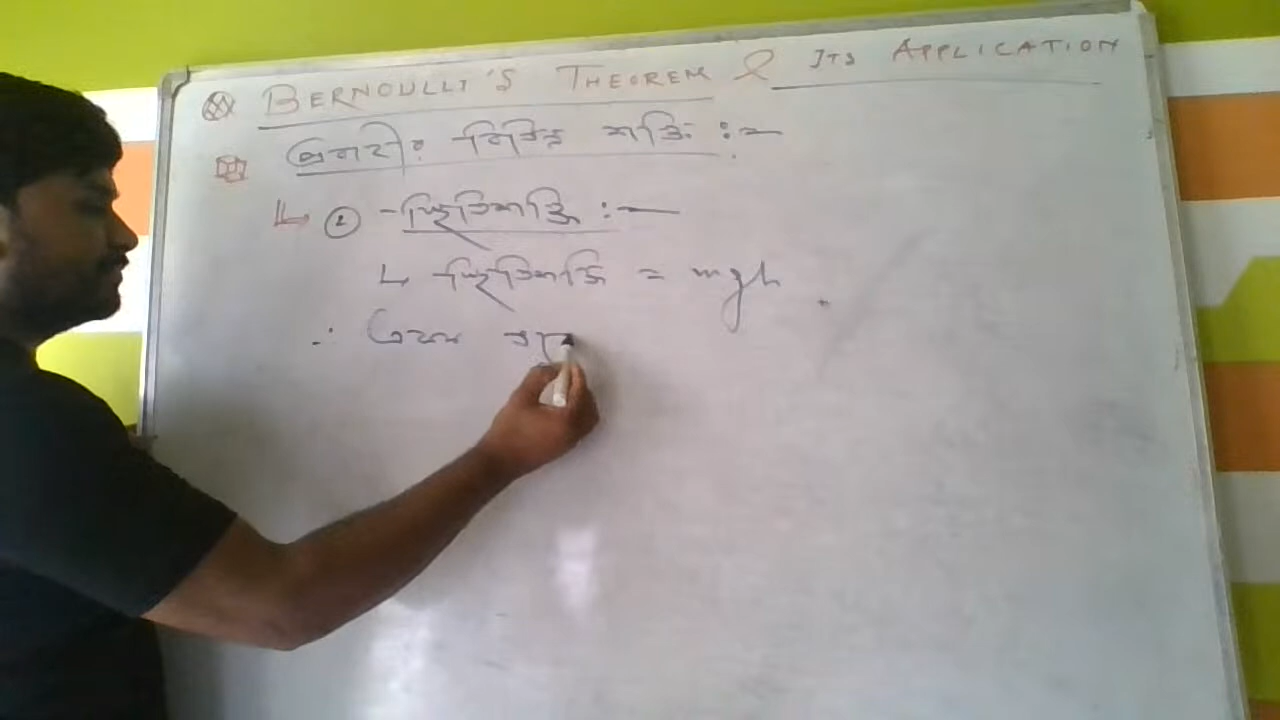 BERNOULLI'S THEOREM & ITS APPLICATION
প্রবাহীর বিভিন্ন শক্তি :-
① স্থিতিশক্তি :-
↳ স্থিতিশক্তি = mgh
∴